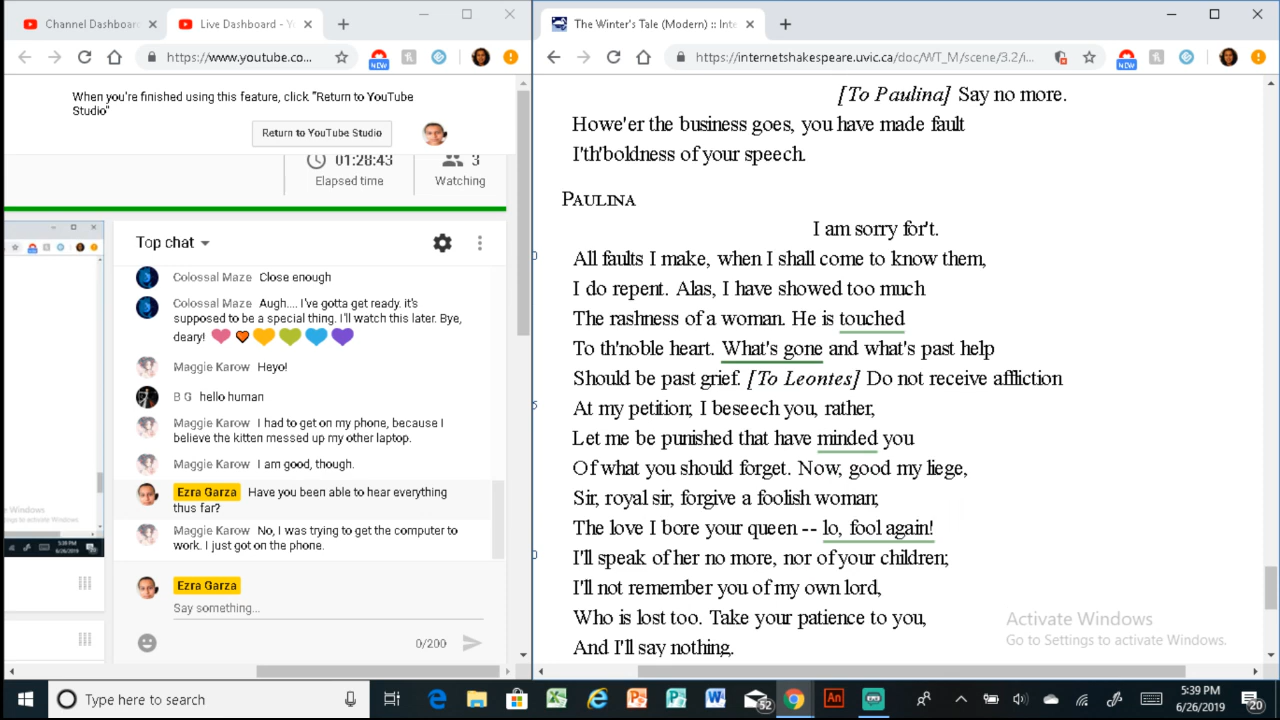 Channel Dashboa
Live Dashboard - Yo
The Winter's Tale (Modern) :: Inte
https://www.youtube.co...
NEW
https://internetshakespeare.uvic.ca/doc/WT_M/scene/3.2/i...
NEW
When you're finished using this feature, click "Return to YouTube
Studio"
Return to YouTube Studio
01:28:43
Elapsed time
3
Watching
Top chat
Colossal Maze Close enough
Colossal Maze Augh.... I've gotta get ready. it's
supposed to be a special thing. I'll watch this later. Bye,
deary!
Maggie Karow Heyo!
B G hello human
Maggie Karow I had to get on my phone, because I
believe the kitten messed up my other laptop.
Maggie Karow I am good, though.
Ezra Garza Have you been able to hear everything
thus far?
Maggie Karow No, I was trying to get the computer to
work. I just got on the phone.
Ezra Garza
Say something...
0/200
[To Paulina] Say no more.
Howe'er the business goes, you have made fault
I'th'boldness of your speech.
PAULINA
I am sorry for't.
All faults I make, when I shall come to know them,
I do repent. Alas, I have showed too much
The rashness of a woman. He is touched
To th'noble heart. What's gone and what's past help
Should be past grief. [To Leontes] Do not receive affliction
At my petition; I beseech you, rather,
Let me be punished that have minded you
Of what you should forget. Now, good my liege,
Sir, royal sir, forgive a foolish woman;
The love I bore your queen -- lo, fool again!
I'll speak of her no more, nor of your children;
I'll not remember you of my own lord,
Who is lost too. Take your patience to you,
And I'll say nothing.
Activate Windows
Go to Settings to activate Windows.
Type here to search
52
An
5:39 PM
6/26/2019
20